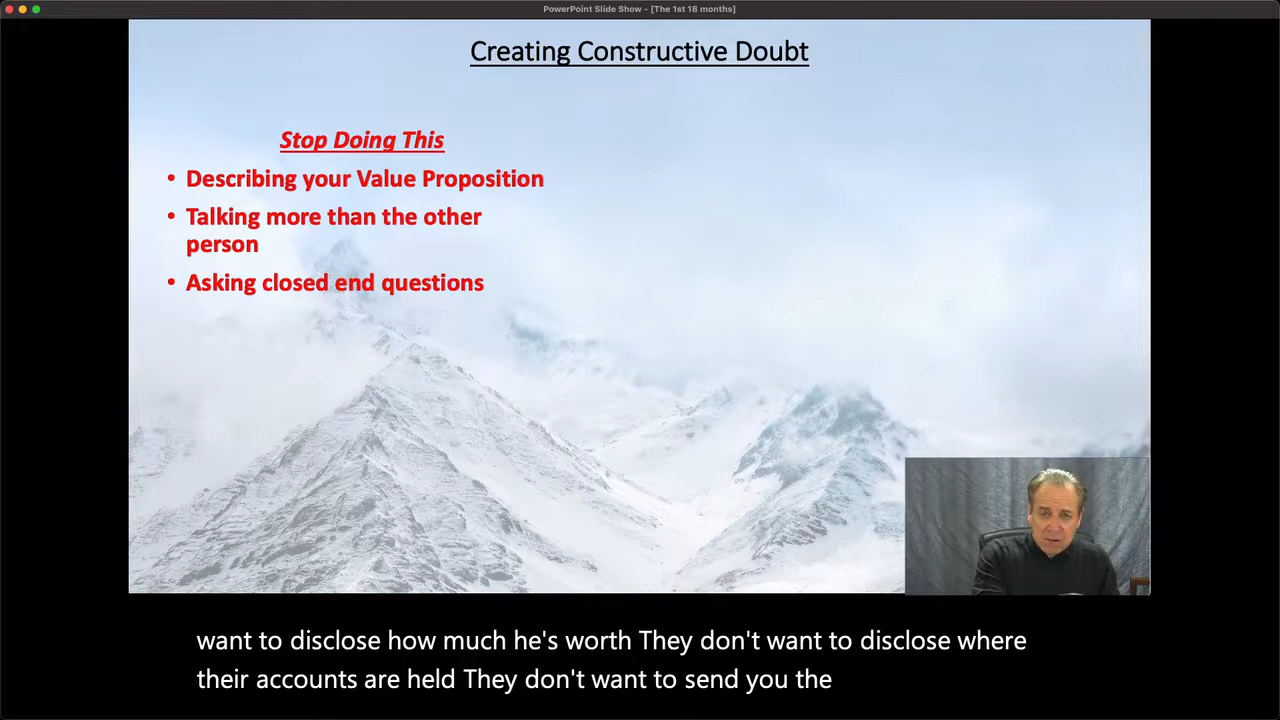 PowerPoint Slide Show - [The 1st 18 months]
Creating Constructive Doubt
Stop Doing This
• Describing your Value Proposition
• Talking more than the other
person
• Asking closed end questions
want to disclose how much he's worth They don't want to disclose where
their accounts are held They don't want to send you the